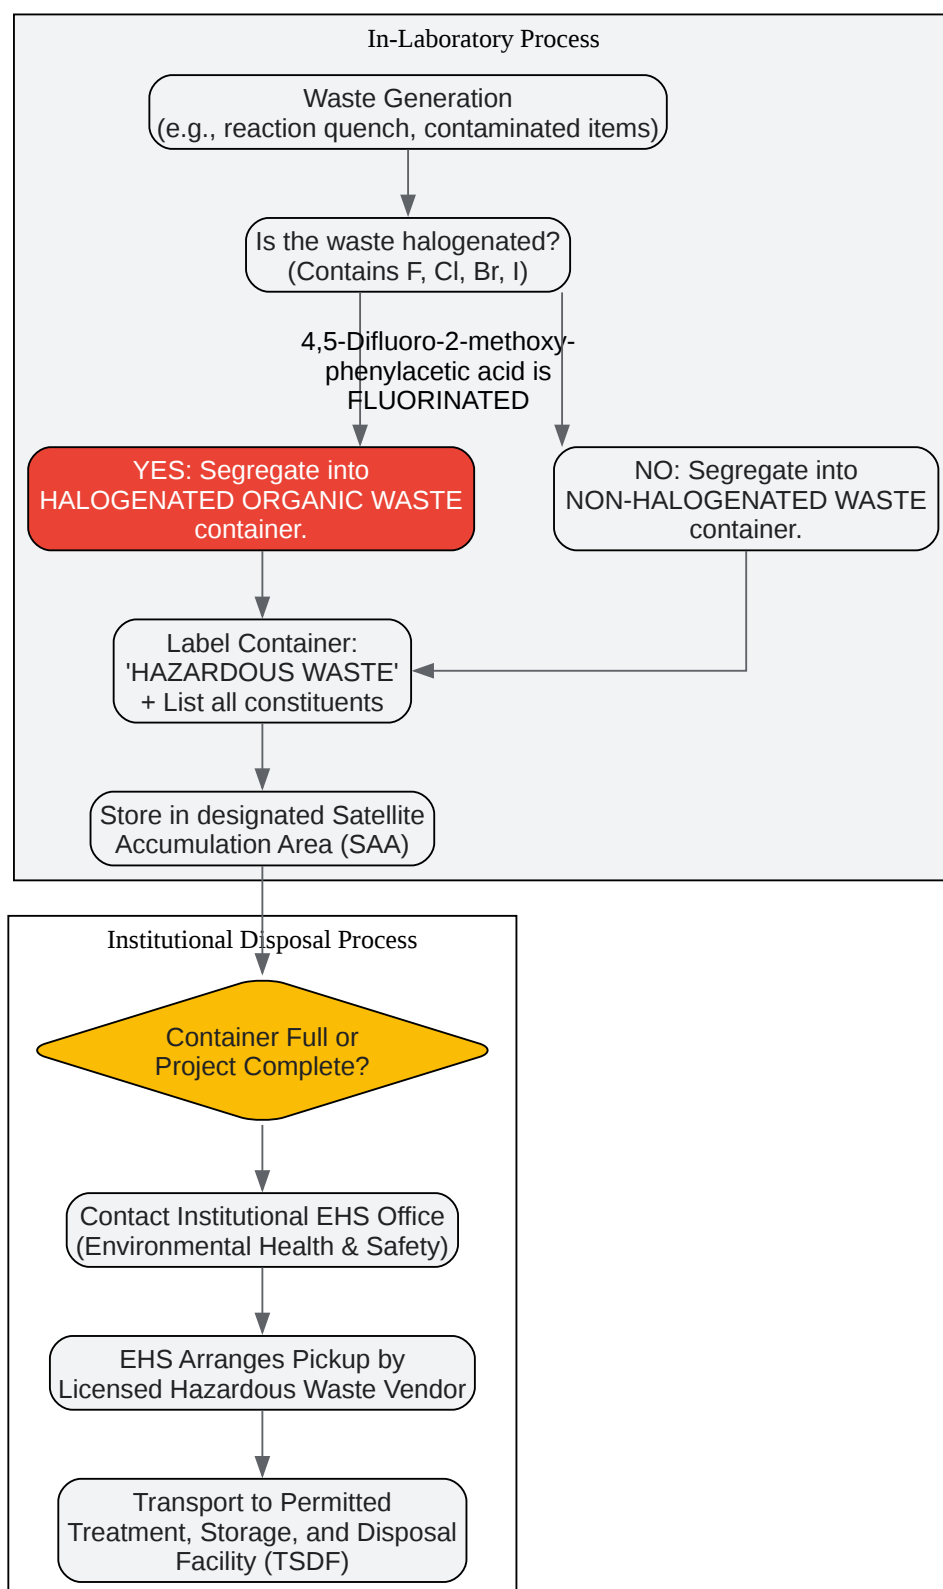 In-Laboratory Process
Waste Generation
(e.g., reaction quench, contaminated items)
Is the waste halogenated?
(Contains F, Cl, Br, I)
4,5-Difluoro-2-methoxy-
phenylacetic acid is
FLUORINATED
YES: Segregate into
HALOGENATED ORGANIC WASTE
container.
NO: Segregate into
NON-HALOGENATED WASTE
container.
Label Container:
'HAZARDOUS WASTE'
+ List all constituents
Store in designated Satellite
Accumulation Area (SAA)
Institutional Disposal Process
Container Full or
Project Complete?
Contact Institutional EHS Office
(Environmental Health & Safety)
EHS Arranges Pickup by
Licensed Hazardous Waste Vendor
Transport to Permitted
Treatment, Storage, and Disposal
Facility (TSDF)